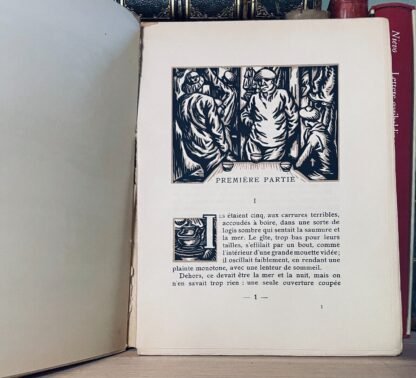 PREMIÈRE PARTIE
I
ILS étaient cinq, aux carrures terribles,
accoudés à boire, dans une sorte de
logis sombre qui sentait la saumure et
la mer. Le gîte, trop bas pour leurs
tailles, s'effilait par un bout, comme
l'intérieur d'une grande mouette vidée;
il oscillait faiblement, en rendant une
plainte monotone, avec une lenteur de sommeil.
Dehors, ce devait être la mer et la nuit, mais on
n'en savait trop rien : une seule ouverture coupée
— 1 —
1
Nievo